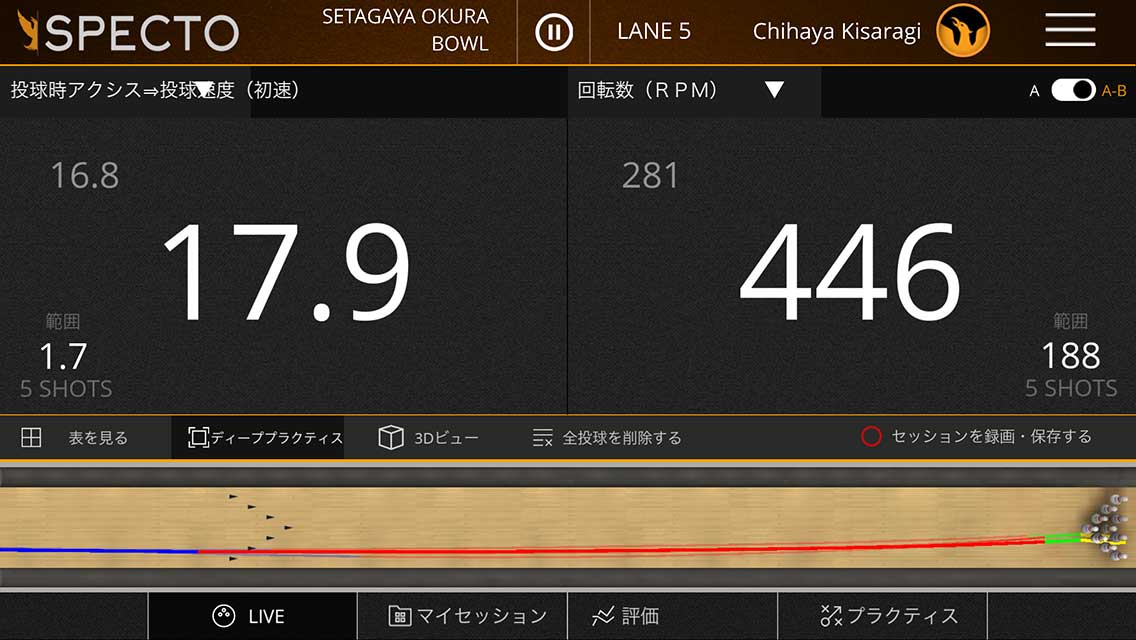 SPECTO
SETAGAYA OKURA
BOWL
LANE 5
Chihaya Kisaragi
投球時アクシス⇒投球速度（初速）
回転数（ＲＰＭ）
A
A-B
16.8
17.9
範囲
1.7
5 SHOTS
281
446
範囲
188
5 SHOTS
表を見る
ディーププラクティス
3Dビュー
全投球を削除する
セッションを録画・保存する
LIVE
マイセッション
評価
プラクティス